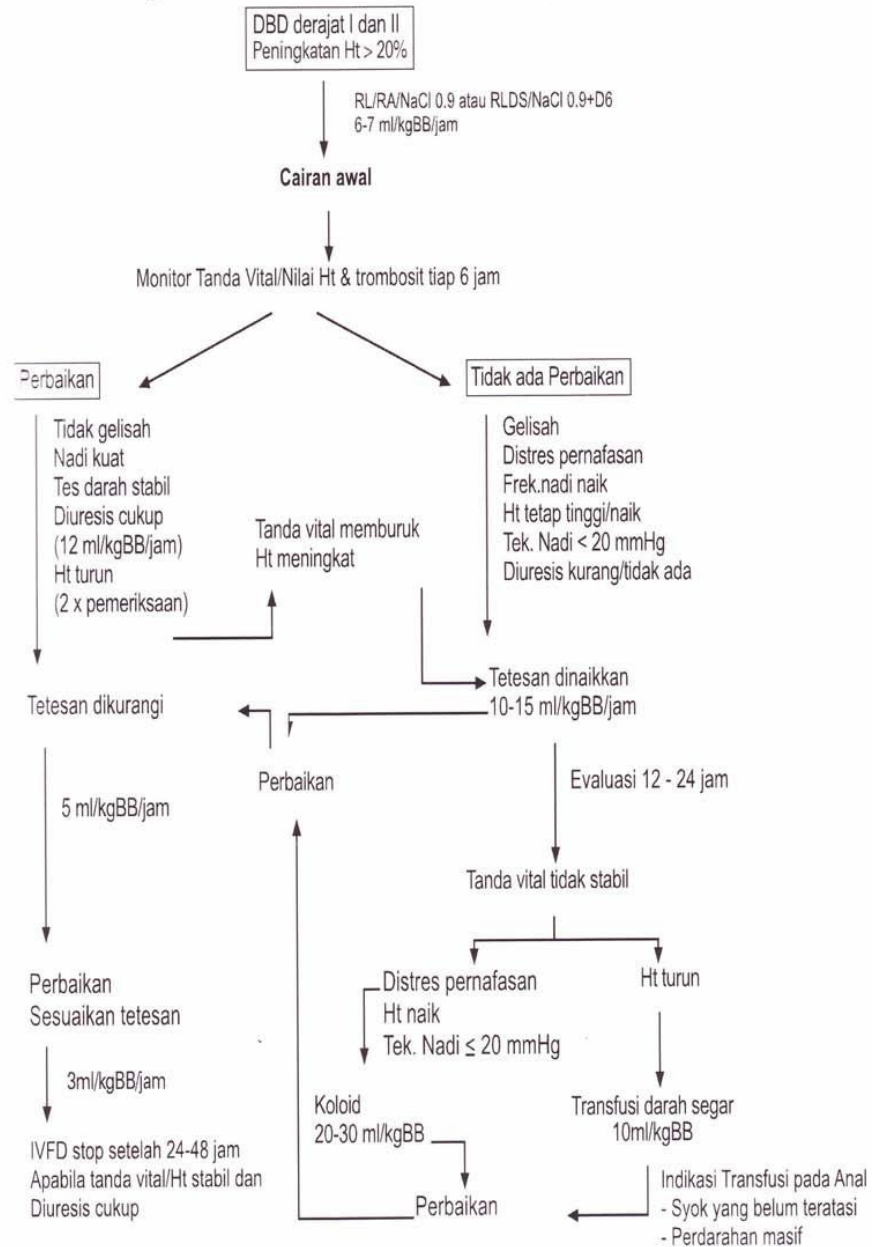 DBD derajat I dan II
Peningkatan Ht > 20%
RL/RA/NaCl 0.9 atau RLDS/NaCl 0.9+D6
6-7 ml/kgBB/jam
Cairan awal
Monitor Tanda Vital/Nilai Ht & trombosit tiap 6 jam
Perbaikan
Tidak gelisah
Nadi kuat
Tes darah stabil
Diuresis cukup
(12 ml/kgBB/jam)
Ht turun
(2 x pemeriksaan)
Tanda vital memburuk
Ht meningkat
Tidak ada Perbaikan
Gelisah
Distres pernafasan
Frek.nadi naik
Ht tetap tinggi/naik
Tek. Nadi < 20 mmHg
Diuresis kurang/tidak ada
Tetesan dikurangi
Tetesan dinaikkan
10-15 ml/kgBB/jam
Perbaikan
5 ml/kgBB/jam
Evaluasi 12 - 24 jam
Tanda vital tidak stabil
Perbaikan
Sesuaikan tetesan
Distres pernafasan
Ht naik
Tek. Nadi ≤ 20 mmHg
Ht turun
3ml/kgBB/jam
Koloid
20-30 ml/kgBB
Transfusi darah segar
10ml/kgBB
IVFD stop setelah 24-48 jam
Apabila tanda vital/Ht stabil dan
Diuresis cukup
Perbaikan
Indikasi Transfusi pada Anal
- Syok yang belum teratasi
- Perdarahan masif